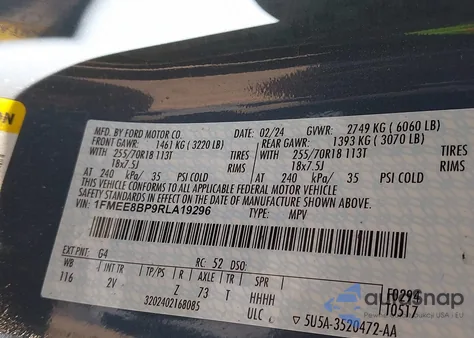 ON
MFD. BY FORD MOTOR CO.
02/24
GVWR: 2749 KG ( 6060 LB)
FRONT GAWR: 1461 KG ( 3220 LB)
REAR GAWR: 1393 KG ( 3070 LB)
WITH 255/70R18 113T TIRES 18x7.5J RIMS
WITH 255/70R18 113T TIRES 18x7.5J RIMS
AT 240 kPa/ 35 PSI COLD
AT 240 kPa/ 35 PSI COLD
THIS VEHICLE CONFORMS TO ALL APPLICABLE FEDERAL MOTOR VEHICLE
SAFETY STANDARDS IN EFFECT ON THE DATE OF MANUFACTURE SHOWN ABOVE.
VIN: 1FMEE8BP9RLA19296
TYPE: MPV
EXT PNT: G4
RC: 52 DSO:
WB INT TR TP/PS R AXLE TR SPR
116 2V Z 73 T HHHH
F0294
T0517
3202402168085
ULC
5U5A-3520472-AA
autosnap